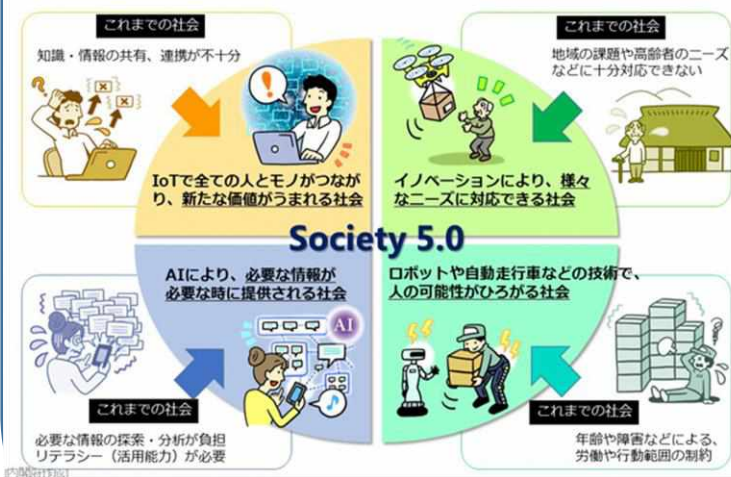 これまでの社会
知識・情報の共有、連携が不十分
IoTで全ての人とモノがつなが
り、新たな価値がうまれる社会
これまでの社会
地域の課題や高齢者のニーズ
などに十分対応できない
イノベーションにより、様々
なニーズに対応できる社会
Society 5.0
AIにより、必要な情報が
必要な時に提供される社会
AI
これまでの社会
必要な情報の探索・分析が負担
リテラシー（活用能力）が必要
ロボットや自動走行車などの技術で、
人の可能性がひろがる社会
これまでの社会
年齢や障害などによる、
労働や行動範囲の制約